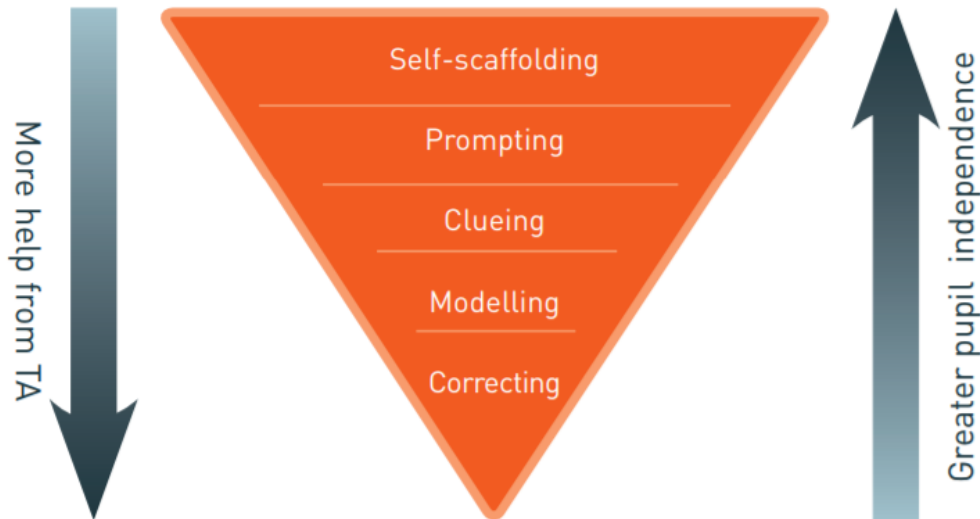 More help from TA
Self-scaffolding
Prompting
Clueing
Modelling
Correcting
Greater pupil independence